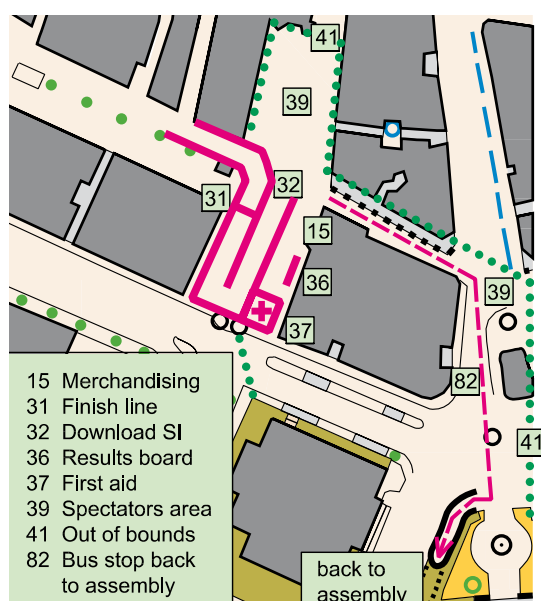 41
39
32
31
15
36
39
37
82
41
15 Merchandising
31 Finish line
32 Download SI
36 Results board
37 First aid
39 Spectators area
41 Out of bounds
82 Bus stop back
to assembly
back to
assembly